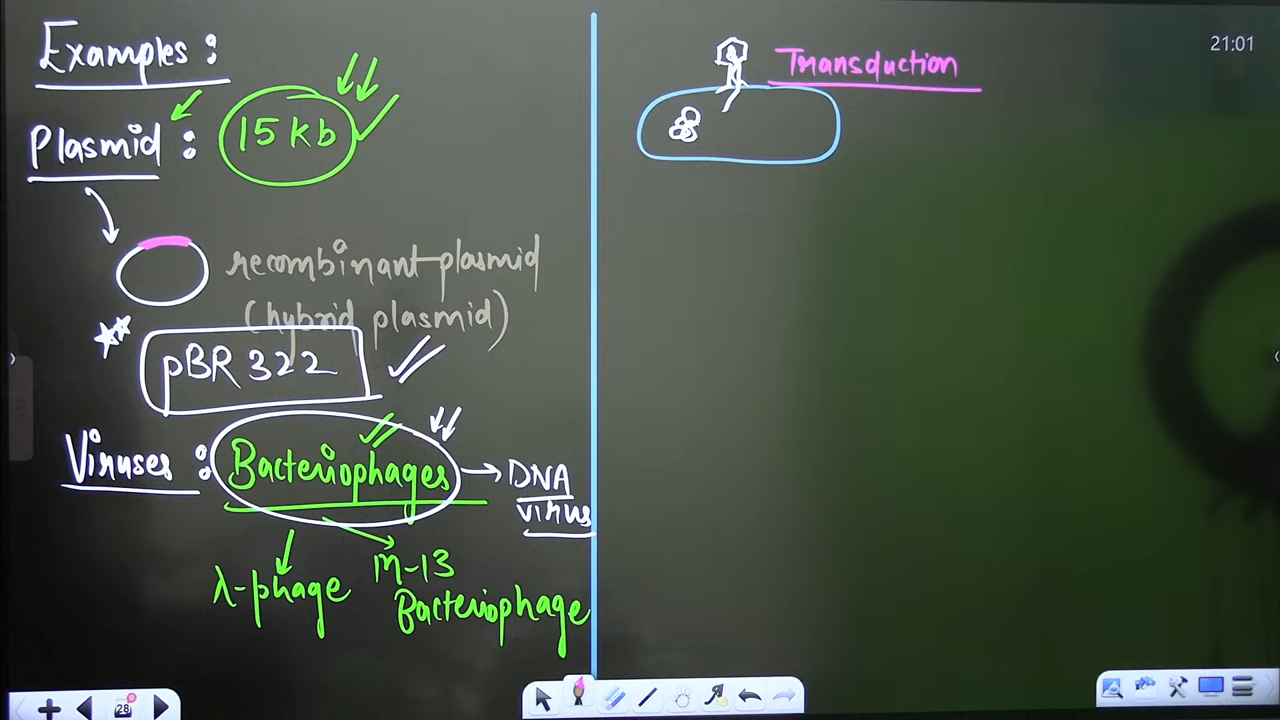 Examples :
Plasmid : 15 kb
recombinant plasmid
(hybrid plasmid)
pBR 322
Viruses : Bacteriophages → DNA
virus
λ-phage
M-13
Bacteriophage
Transduction
21:01
28